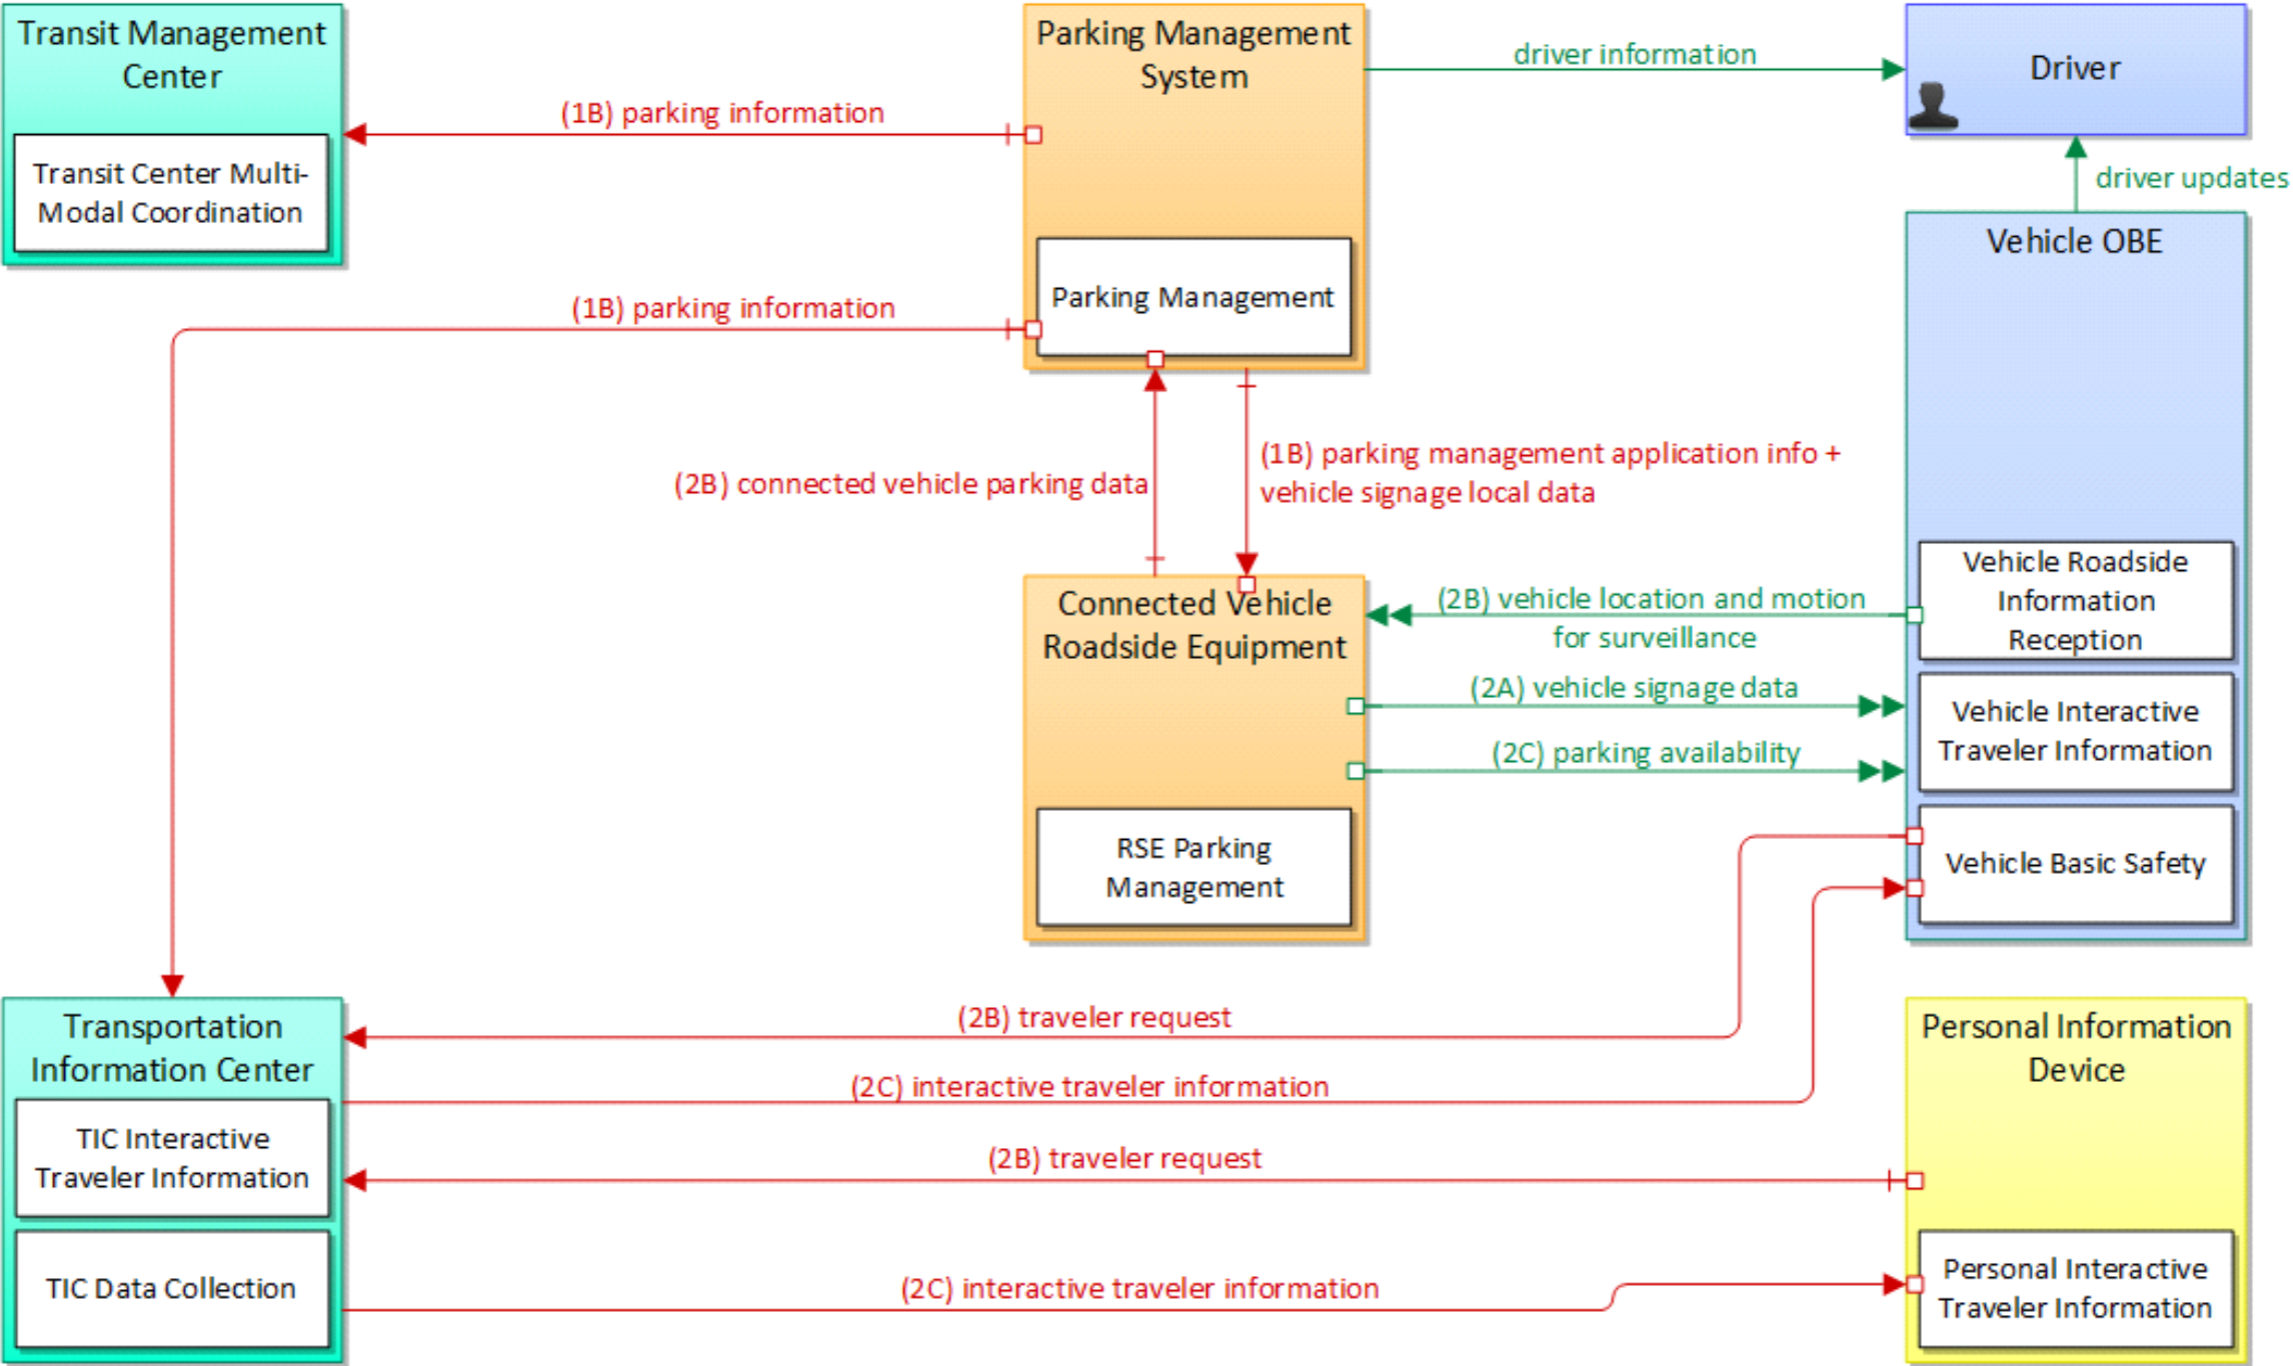 Transit Management
Center
Transit Center Multi-
Modal Coordination
(1B) parking information
Parking Management
System
Parking Management
driver information
Driver
driver updates
(1B) parking information
(2B) connected vehicle parking data
(1B) parking management application info +
vehicle signage local data
Vehicle OBE
Vehicle Roadside
Information
Reception
Vehicle Interactive
Traveler Information
Vehicle Basic Safety
Connected Vehicle
Roadside Equipment
RSE Parking
Management
(2B) vehicle location and motion
for surveillance
(2A) vehicle signage data
(2C) parking availability
Transportation
Information Center
TIC Interactive
Traveler Information
TIC Data Collection
(2B) traveler request
(2C) interactive traveler information
(2B) traveler request
(2C) interactive traveler information
Personal Information
Device
Personal Interactive
Traveler Information